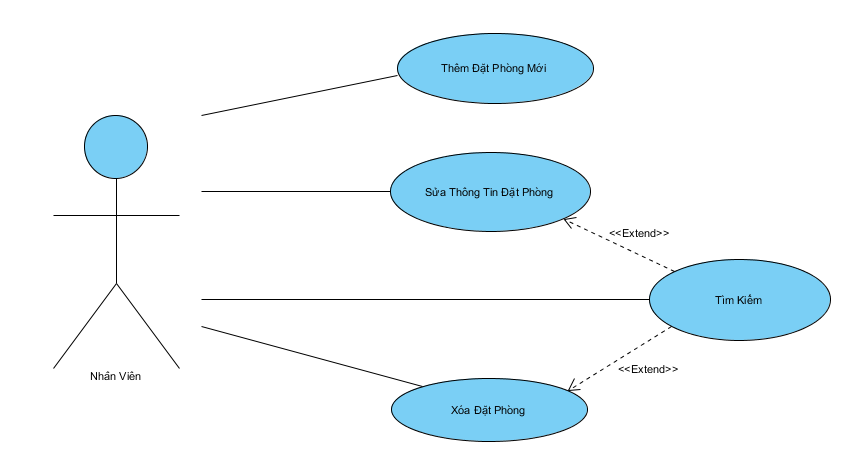 Thêm Đặt Phòng Mới
Sửa Thông Tin Đặt Phòng
<<Extend>>
Tìm Kiếm
<<Extend>>
Nhân Viên
Xóa Đặt Phòng